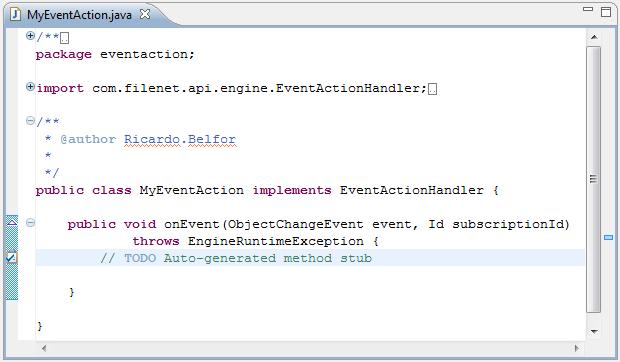 MyEventAction.java
/**
package eventaction;
import com.filenet.api.engine.EventActionHandler;
/**
 * @author Ricardo.Belfor
 *
 */
public class MyEventAction implements EventActionHandler {
    public void onEvent(ObjectChangeEvent event, Id subscriptionId)
            throws EngineRuntimeException {
        // TODO Auto-generated method stub
    }
}